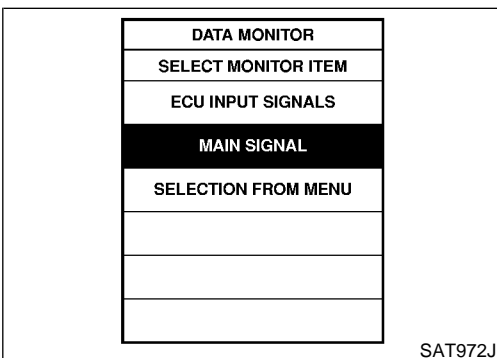 DATA MONITOR
SELECT MONITOR ITEM
ECU INPUT SIGNALS
MAIN SIGNAL
SELECTION FROM MENU
SAT972J